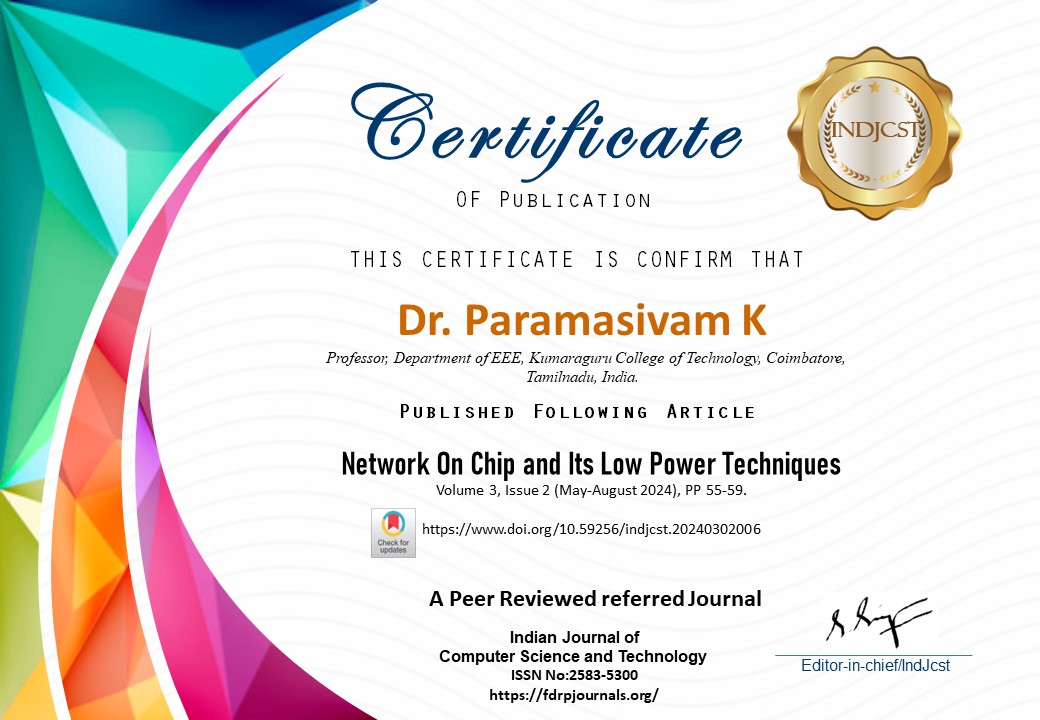 Certificate
INDJCST
OF PUBLICATION
THIS CERTIFICATE IS CONFIRM THAT
Dr. Paramasivam K
Professor, Department of EEE, Kumaraguru College of Technology, Coimbatore,
Tamilnadu, India.
PUBLISHED FOLLOWING ARTICLE
Network On Chip and Its Low Power Techniques
Volume 3, Issue 2 (May-August 2024), PP 55-59.
Check for
updates
https://www.doi.org/10.59256/indjcst.20240302006
A Peer Reviewed referred Journal
Indian Journal of
Computer Science and Technology
ISSN No:2583-5300
https://fdrpjournals.org/
Editor-in-chief/IndJcst